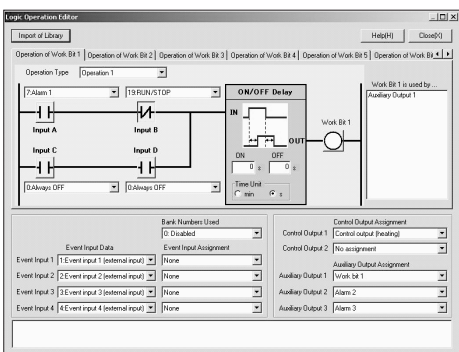 Logic Operation Editor
Import of Library
Help(H)
Close(X)
Operation of Work Bit 1
Operation of Work Bit 2
Operation of Work Bit 3
Operation of Work Bit 4
Operation of Work Bit 5
Operation of Work Bit
Operation Type
Operation 1
7:Alarm 1
19:RUN/STOP
ON/OFF Delay
Work Bit 1 is used by ...
Auxiliary Output 1
IN
OUT
Work Bit 1
Input A
Input B
Input C
Input D
ON
OFF
0 s
0 s
0:Always OFF
0:Always OFF
Time Unit
min
s
Bank Numbers Used
0: Disabled
Event Input Data
Event Input Assignment
Event Input 1
1:Event input 1 (external input)
None
Event Input 2
2:Event input 2 (external input)
None
Event Input 3
3:Event input 3 (external input)
None
Event Input 4
4:Event input 4 (external input)
None
Control Output Assignment
Control Output 1
Control output (heating)
Control Output 2
No assignment
Auxiliary Output Assignment
Auxiliary Output 1
Work bit 1
Auxiliary Output 2
Alarm 2
Auxiliary Output 3
Alarm 3